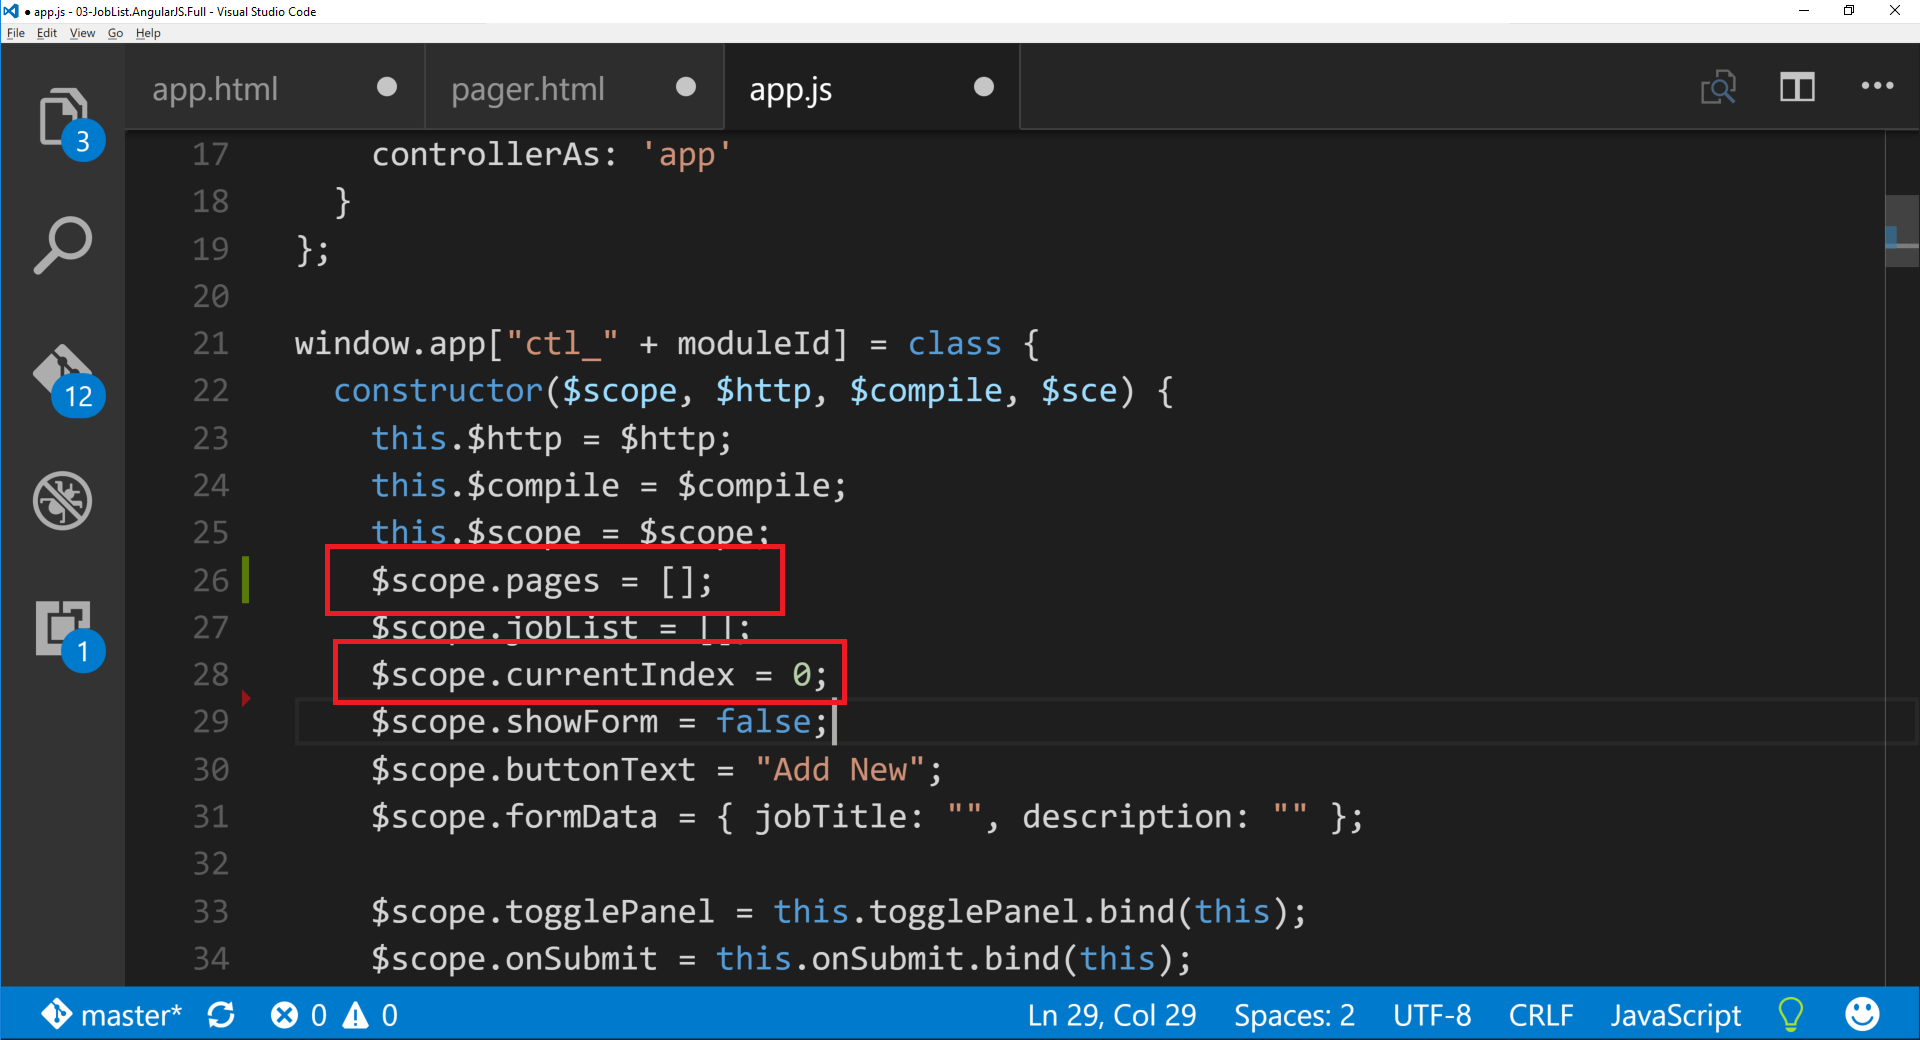 ● app.js - 03-JobList.AngularJS.Full - Visual Studio Code
File Edit View Go Help
app.html ● pager.html ● app.js ●
3
12
1
17 controllerAs: 'app'
18 }
19 };
20
21 window.app["ctl_" + moduleId] = class {
22 constructor($scope, $http, $compile, $sce) {
23 this.$http = $http;
24 this.$compile = $compile;
25 this.$scope = $scope;
26 $scope.pages = [];
27 $scope.jobList = [];
28 $scope.currentIndex = 0;
29 $scope.showForm = false;
30 $scope.buttonText = "Add New";
31 $scope.formData = { jobTitle: "", description: "" };
32
33 $scope.togglePanel = this.togglePanel.bind(this);
34 $scope.onSubmit = this.onSubmit.bind(this);
master* 0 0 Ln 29, Col 29 Spaces: 2 UTF-8 CRLF JavaScript